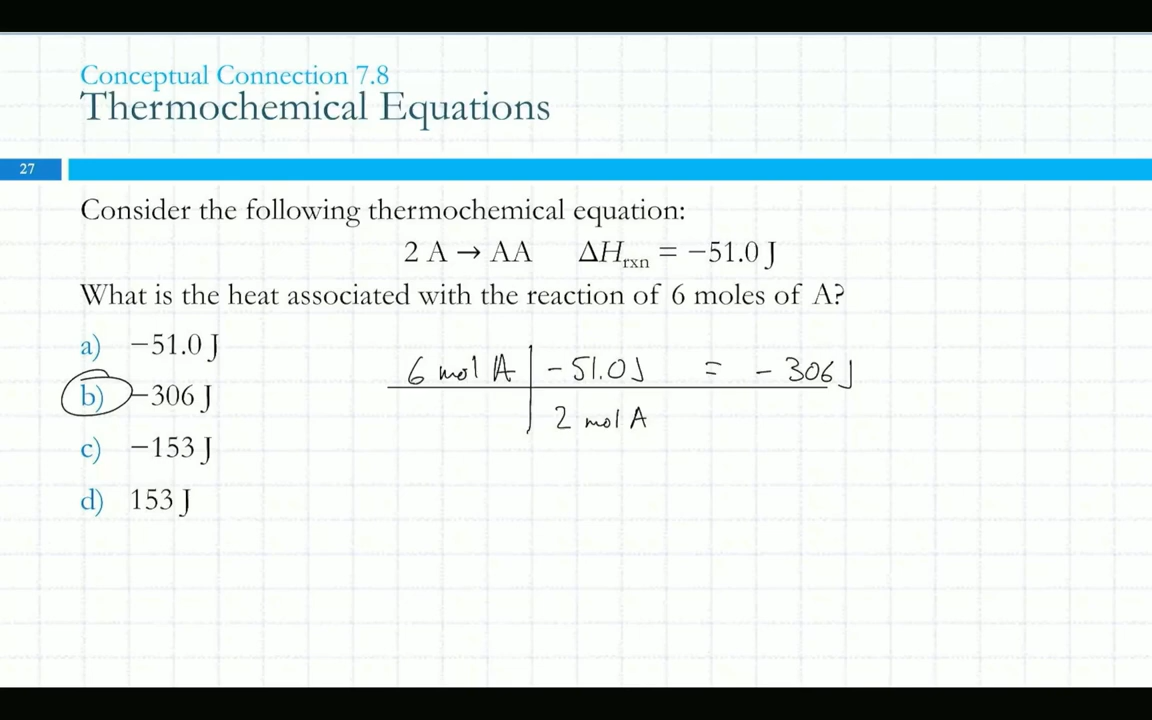 Conceptual Connection 7.8
Thermochemical Equations
27
Consider the following thermochemical equation:
2 A → AA ΔHrxn = −51.0 J
What is the heat associated with the reaction of 6 moles of A?
a) −51.0 J
b) −306 J
c) −153 J
d) 153 J
6 mol A | -51.0 J = - 306 J
2 mol A